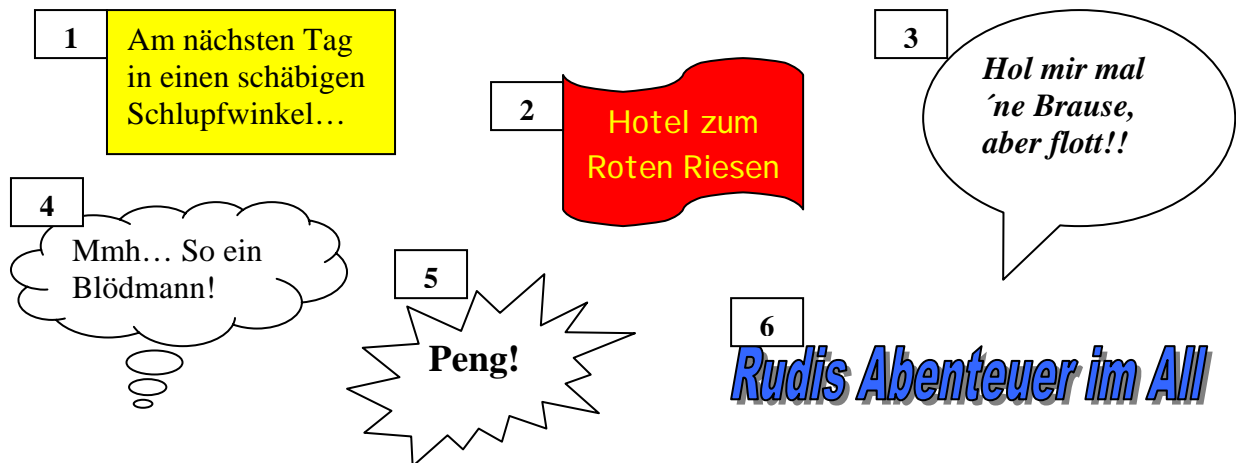 1
Am nächsten Tag
in einen schäbigen
Schlupfwinkel…
2
Hotel zum
Roten Riesen
3
Hol mir mal
´ne Brause,
aber flott!!
4
Mmh… So ein
Blödmann!
5
Peng!
6
Rudis Abenteuer im All